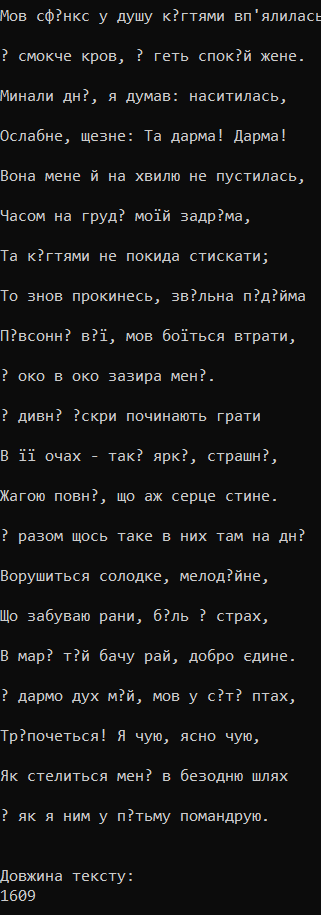 Мов сф?нкс у душу к?гтями вп'ялилась
? смокче кров, ? геть спок?й жене.
Минали дн?, я думав: наситилась,
Ослабне, щезне: Та дарма! Дарма!
Вона мене й на хвилю не пустилась,
Часом на груд? моїй задр?ма,
Та к?гтями не покида стискати;
То знов прокинесь, зв?льна п?д?йма
П?всонн? в?ї, мов боїться втрати,
? око в око зазира мен?.
? дивн? ?скри починають грати
В її очах - так? ярк?, страшн?,
Жагою повн?, що аж серце стине.
? разом щось таке в них там на дн?
Ворушиться солодке, мелод?йне,
Що забуваю рани, б?ль ? страх,
В мар? т?й бачу рай, добро єдине.
? дармо дух м?й, мов у с?т? птах,
Тр?почеться! Я чую, ясно чую,
Як стелиться мен? в безодню шлях
? як я ним у п?тьму помандрую.
Довжина тексту:
1609